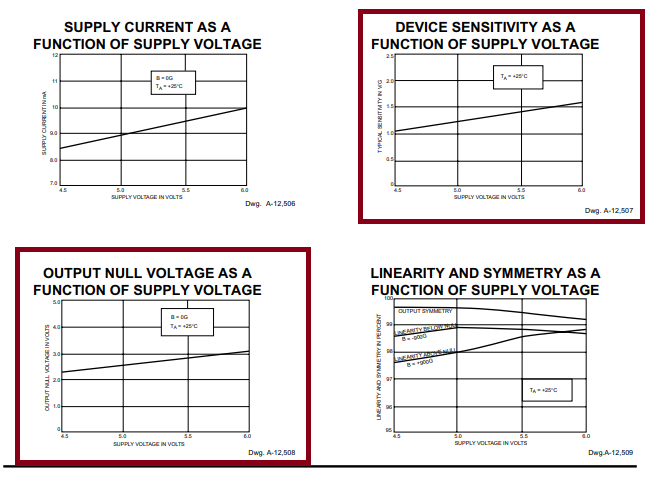 SUPPLY CURRENT AS A
FUNCTION OF SUPPLY VOLTAGE
12
11
10
9.0
8.0
7.0
SUPPLY CURRENT IN mA
B = 0G
TA = +25°C
4.5 5.0 5.5 6.0
SUPPLY VOLTAGE IN VOLTS
Dwg. A-12,506
DEVICE SENSITIVITY AS A
FUNCTION OF SUPPLY VOLTAGE
2.5
2.0
1.5
1.0
0.5
0
TYPICAL SENSITIVITY IN V/G
TA = +25°C
4.5 5.0 5.5 6.0
SUPPLY VOLTAGE IN VOLTS
Dwg. A-12,507
OUTPUT NULL VOLTAGE AS A
FUNCTION OF SUPPLY VOLTAGE
5.0
4.0
3.0
2.0
1.0
0
OUTPUT NULL VOLTAGE IN VOLTS
B = 0G
TA = +25°C
4.5 5.0 5.5 6.0
SUPPLY VOLTAGE IN VOLTS
Dwg. A-12,508
LINEARITY AND SYMMETRY AS A
FUNCTION OF SUPPLY VOLTAGE
100
99
98
97
96
95
LINEARITY AND SYMMETRY IN PERCENT
OUTPUT SYMMETRY
LINEARITY BELOW NULL
B = -900G
LINEARITY ABOVE NULL
B = +900G
TA = +25°C
4.5 5.0 5.5 6.0
SUPPLY VOLTAGE IN VOLTS
Dwg.A-12,509